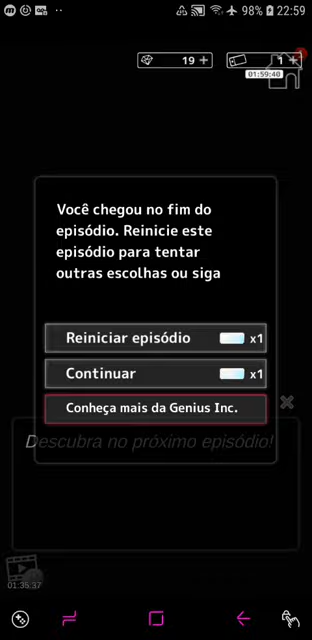 98% 22:59
19 +
1 +
01:59:40
Você chegou no fim do
episódio. Reinicie este
episódio para tentar
outras escolhas ou siga
Reiniciar episódio x1
Continuar x1
Conheça mais da Genius Inc.
Descubra no próximo episódio!
01:35:37